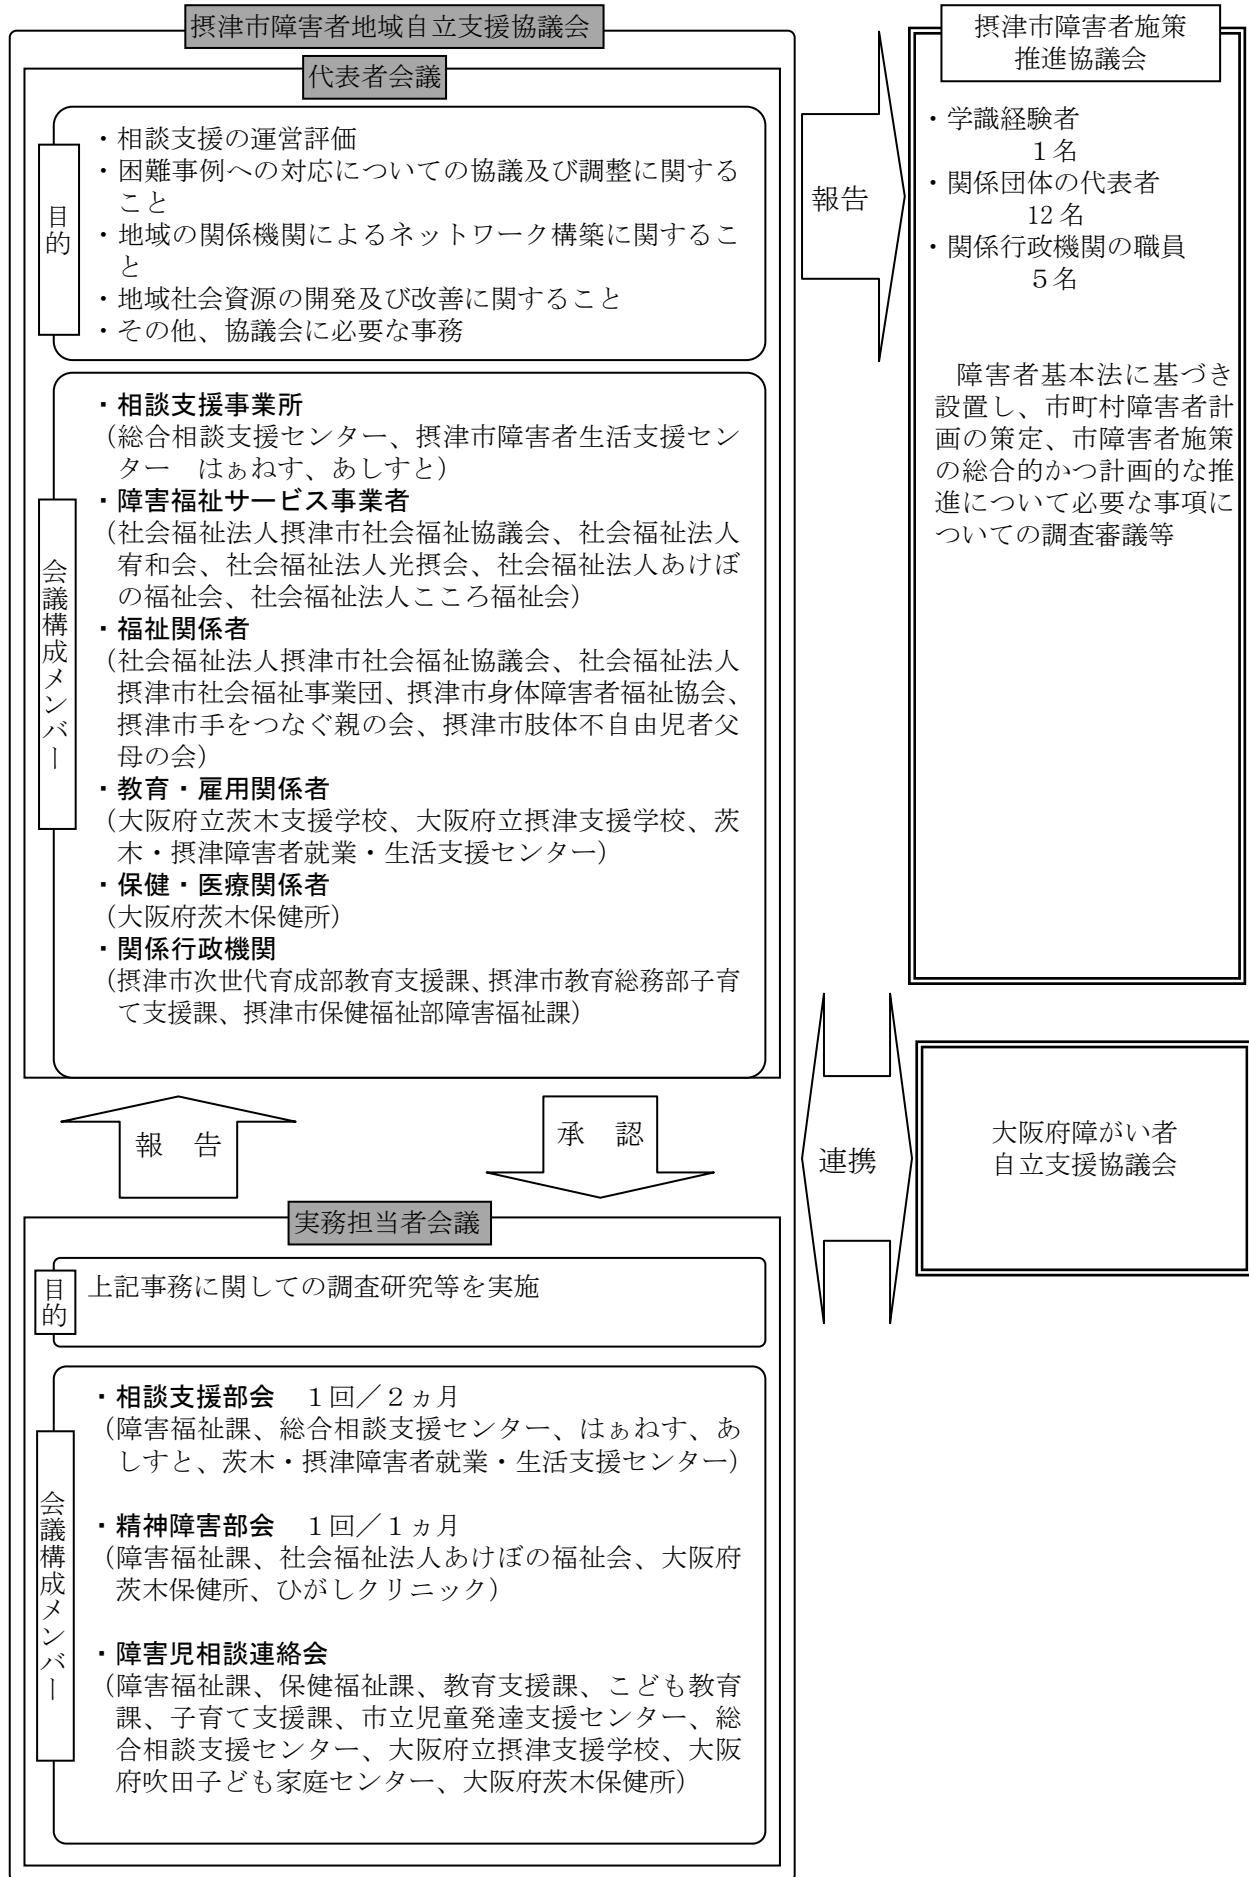 摂津市障害者地域自立支援協議会
代表者会議
目的
・相談支援の運営評価
・困難事例への対応についての協議及び調整に関する
こと
・地域の関係機関によるネットワーク構築に関するこ
と
・地域社会資源の開発及び改善に関すること
・その他、協議会に必要な事務
会議構成メンバー
・相談支援事業所
（総合相談支援センター、摂津市障害者生活支援セン
ター　はぁねす、あしすと）
・障害福祉サービス事業者
（社会福祉法人摂津市社会福祉協議会、社会福祉法人
宥和会、社会福祉法人光摂会、社会福祉法人あけぼ
の福祉会、社会福祉法人こころ福祉会）
・福祉関係者
（社会福祉法人摂津市社会福祉協議会、社会福祉法人
摂津市社会福祉事業団、摂津市身体障害者福祉協会、
摂津市手をつなぐ親の会、摂津市肢体不自由児者父
母の会）
・教育・雇用関係者
（大阪府立茨木支援学校、大阪府立摂津支援学校、茨
木・摂津障害者就業・生活支援センター）
・保健・医療関係者
（大阪府茨木保健所）
・関係行政機関
（摂津市次世代育成部教育支援課、摂津市教育総務部子育
て支援課、摂津市保健福祉部障害福祉課）
報　告
承　認
実務担当者会議
目的
上記事務に関しての調査研究等を実施
会議構成メンバー
・相談支援部会　１回／２ヵ月
（障害福祉課、総合相談支援センター、はぁねす、あ
しすと、茨木・摂津障害者就業・生活支援センター）
・精神障害部会　１回／１ヵ月
（障害福祉課、社会福祉法人あけぼの福祉会、大阪府
茨木保健所、ひがしクリニック）
・障害児相談連絡会
（障害福祉課、保健福祉課、教育支援課、こども教育
課、子育て支援課、市立児童発達支援センター、総
合相談支援センター、大阪府立摂津支援学校、大阪
府吹田子ども家庭センター、大阪府茨木保健所）
報告
摂津市障害者施策
推進協議会
・学識経験者
１名
・関係団体の代表者
12 名
・関係行政機関の職員
５名
障害者基本法に基づき
設置し、市町村障害者計
画の策定、市障害者施策
の総合的かつ計画的な推
進について必要な事項に
ついての調査審議等
連携
大阪府障がい者
自立支援協議会